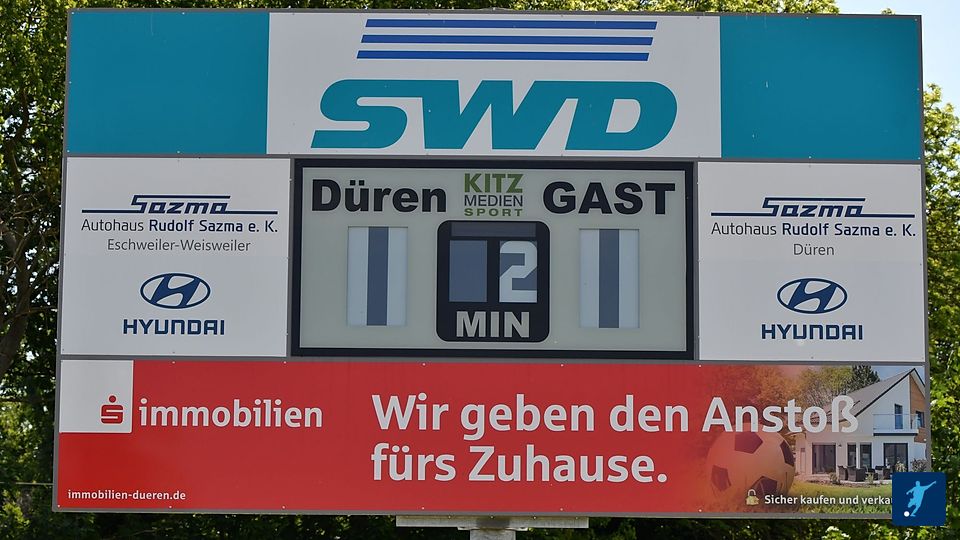 SWD
Sazma
Autohaus Rudolf Sazma e. K.
Eschweiler-Weisweiler
HYUNDAI
Düren
KITZ
MEDIEN
SPORT
GAST
2
MIN
Sazma
Autohaus Rudolf Sazma e. K.
Düren
HYUNDAI
immobilien
Wir geben den Anstoß
fürs Zuhause.
immobilien-dueren.de
Sicher kaufen und